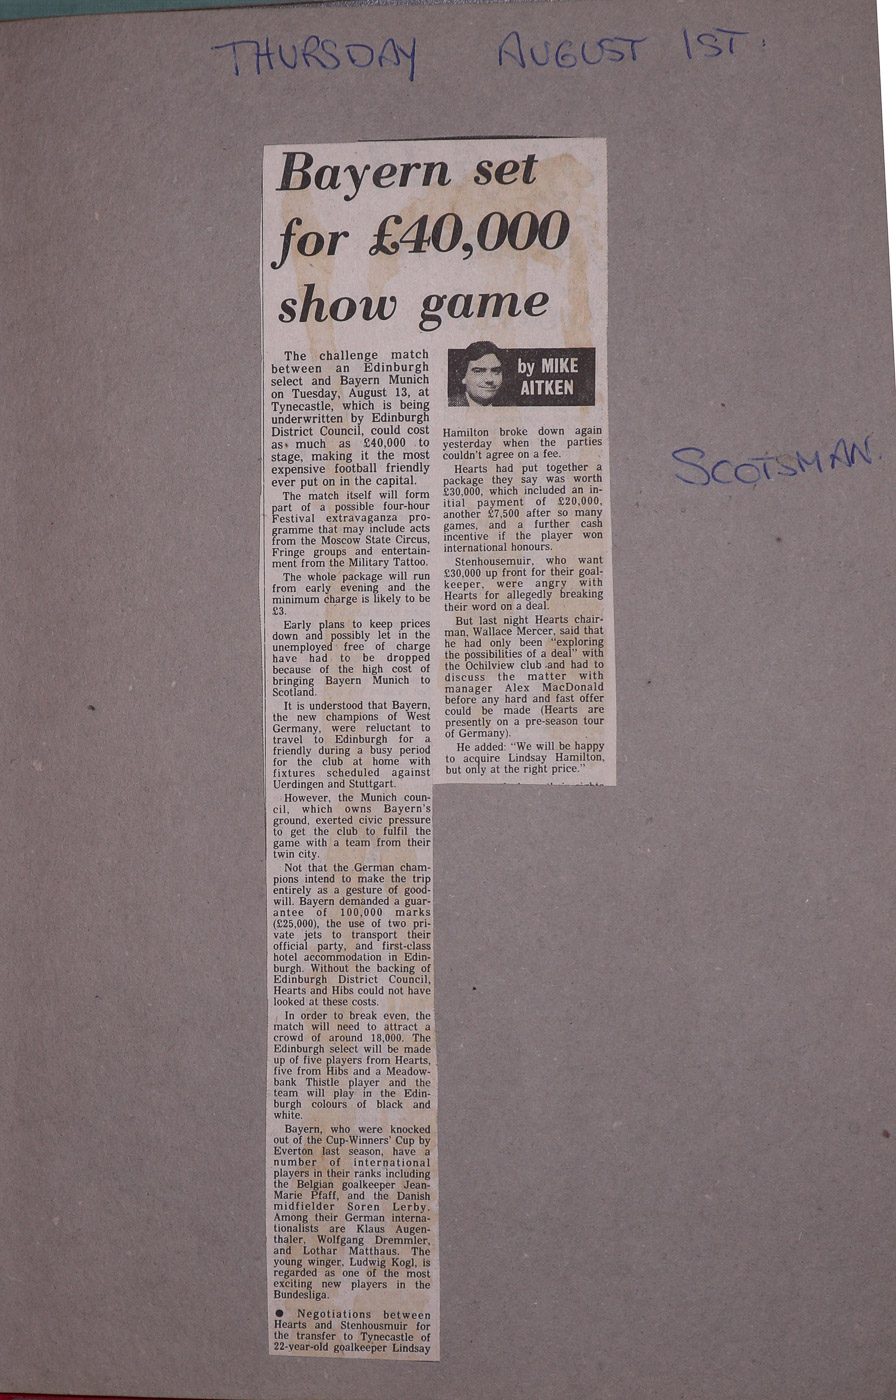 THURSDAY AUGUST 1ST.
Bayern set
for £40,000
show game
The challenge match
between an Edinburgh
select and Bayern Munich
on Tuesday, August 13, at
Tynecastle, which is being
underwritten by Edinburgh
District Council, could cost
as much as £40,000 to
stage, making it the most
expensive football friendly
ever put on in the capital.
The match itself will form
part of a possible four-hour
Festival extravaganza pro-
gramme that may include acts
from the Moscow State Circus,
Fringe groups and entertain-
ment from the Military Tattoo.
The whole package will run
from early evening and the
minimum charge is likely to be
£3.
Early plans to keep prices
down and possibly let in the
unemployed free of charge
have had to be dropped
because of the high cost of
bringing Bayern Munich to
Scotland.
It is understood that Bayern,
the new champions of West
Germany, were reluctant to
travel to Edinburgh for a
friendly during a busy period
for the club at home with
fixtures scheduled against
Uerdingen and Stuttgart.
However, the Munich coun-
cil, which owns Bayern's
ground, exerted civic pressure
to get the club to fulfil the
game with a team from their
twin city.
Not that the German cham-
pions intend to make the trip
entirely as a gesture of good-
will. Bayern demanded a guar-
antee of 100,000 marks
(£25,000), the use of two pri-
vate jets to transport their
official party, and first-class
hotel accommodation in Edin-
burgh. Without the backing of
Edinburgh District Council,
Hearts and Hibs could not have
looked at these costs.
In order to break even, the
match will need to attract a
crowd of around 18,000. The
Edinburgh select will be made
up of five players from Hearts,
five from Hibs and a Meadow-
bank Thistle player and the
team will play in the Edin-
burgh colours of black and
white.
Bayern, who were knocked
out of the Cup-Winners' Cup by
Everton last season, have a
number of international
players in their ranks including
the Belgian goalkeeper Jean-
Marie Pfaff, and the Danish
midfielder Soren Lerby.
Among their German interna-
tionalists are Klaus Augen-
thaler, Wolfgang Dremmler,
and Lothar Matthaus. The
young winger, Ludwig Kogl, is
regarded as one of the most
exciting new players in the
Bundesliga.
● Negotiations between
Hearts and Stenhousmuir for
the transfer to Tynecastle of
22-year-old goalkeeper Lindsay
by MIKE
AITKEN
Hamilton broke down again
yesterday when the parties
couldn't agree on a fee.
Hearts had put together a
package they say was worth
£30,000, which included an in-
itial payment of £20,000,
another £7,500 after so many
games, and a further cash
incentive if the player won
international honours.
Stenhousemuir, who want
£30,000 up front for their goal-
keeper, were angry with
Hearts for allegedly breaking
their word on a deal.
But last night Hearts chair-
man, Wallace Mercer, said that
he had only been "exploring
the possibilities of a deal" with
the Ochilview club and had to
discuss the matter with
manager Alex MacDonald
before any hard and fast offer
could be made (Hearts are
presently on a pre-season tour
of Germany).
He added: "We will be happy
to acquire Lindsay Hamilton,
but only at the right price."
SCOTSMAN.